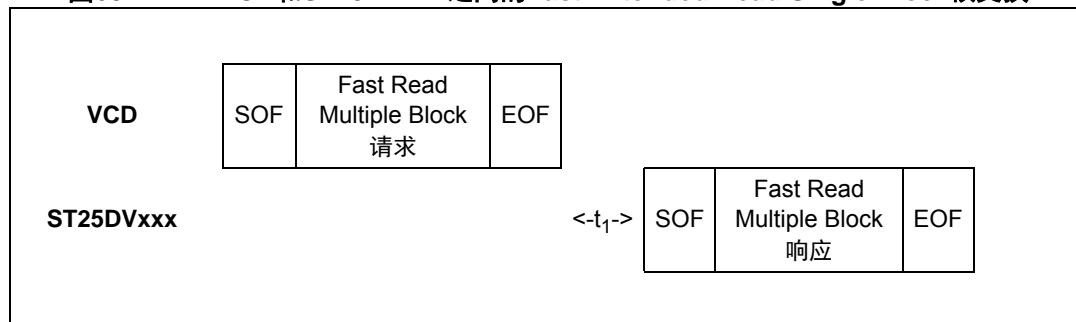 VCD
SOF
Fast Read
Multiple Block
请求
EOF
ST25DVxxx
<-t1->
SOF
Fast Read
Multiple Block
响应
EOF